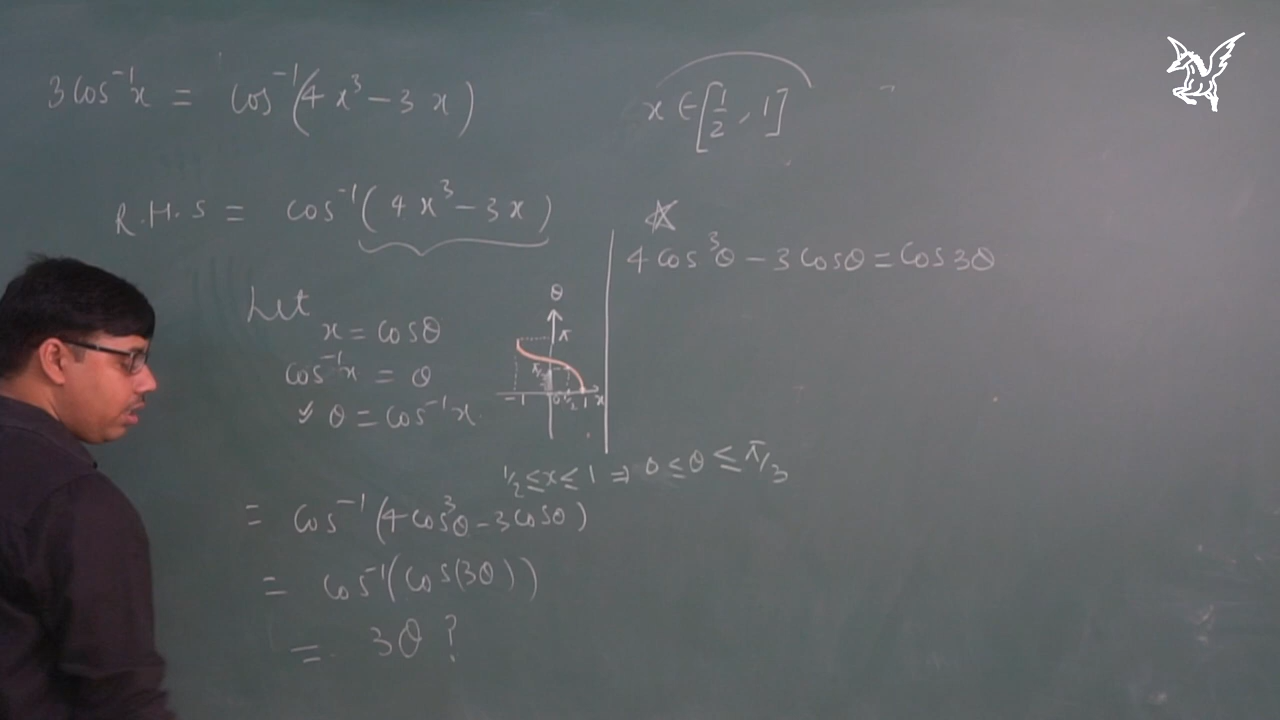 3cos⁻¹x = cos⁻¹(4x³ − 3x)
x ∈ [1/2, 1]
R.H.S = cos⁻¹(4x³ − 3x)
☆
4cos³θ − 3cosθ = cos3θ
Let
x = cosθ
cos⁻¹x = θ
✓ θ = cos⁻¹x.
θ
π
π/3
−1 0 1/2 1 x
1/2 ≤ x ≤ 1 ⇒ 0 ≤ θ ≤ π/3
= cos⁻¹(4cos³θ − 3cosθ)
= cos⁻¹(cos(3θ))
= 3θ ?